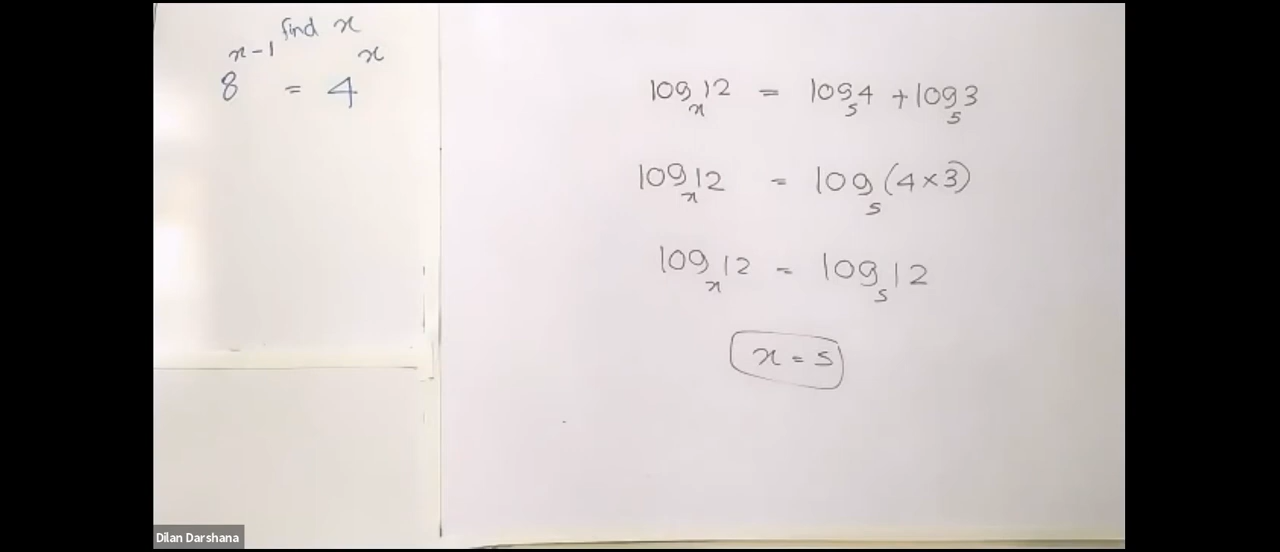 find x
8^(x-1) = 4^x
log_x 12 = log_5 4 + log_5 3
log_x 12 = log_5 (4 × 3)
log_x 12 = log_5 12
x = 5
Dilan Darshana